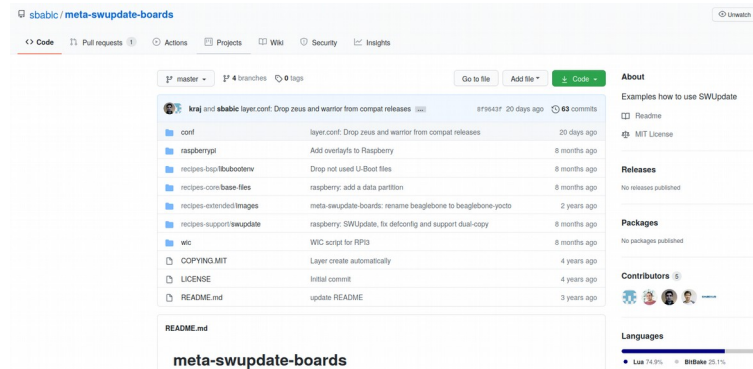 sbabic / meta-swupdate-boards
Unwatch
Code Pull requests 1 Actions Projects Wiki Security Insights
master 4 branches 0 tags Go to file Add file Code
kraj and sbabic layer.conf: Drop zeus and warrior from compat releases ... 20 days ago 63 commits
conf layer.conf: Drop zeus and warrior from compat releases 20 days ago
raspberrypi Add overlayfs to Raspberry 8 months ago
recipes-bsp/libubootenv Drop not used U-Boot files 8 months ago
recipes-core/base-files raspberry: add a data partition 8 months ago
recipes-extended/images meta-swupdate-boards: rename beaglebone to beaglebone-yocto 2 years ago
recipes-support/swupdate raspberry: SWUpdate, fix defconfig and support dual-copy 8 months ago
wic WIC script for RPI3 8 months ago
COPYING.MIT Layer create automatically 4 years ago
LICENSE Initial commit 4 years ago
README.md update README 3 years ago
README.md
meta-swupdate-boards
About
Examples how to use SWUpdate
Readme
MIT License
Releases
No releases published
Packages
No packages published
Contributors 5
Languages
Lua 74.9% BitBake 25.1%